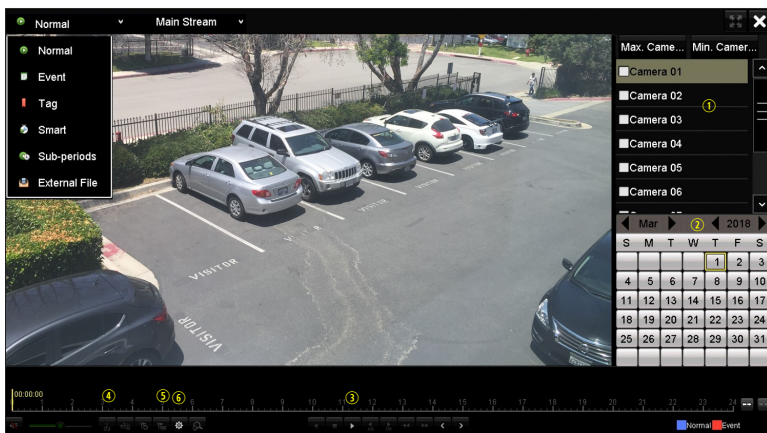 Normal
Main Stream
Normal
Event
Tag
Smart
Sub-periods
External File
Max. Came...
Min. Camer...
Camera 01
①
Camera 02
Camera 03
Camera 04
Camera 05
Camera 06
Mar ② 2018
S M T W T F S
1 2 3
4 5 6 7 8 9 10
11 12 13 14 15 16 17
18 19 20 21 22 23 24
25 26 27 28 29 30 31
VISITOR
VISITOR
VISITOR
VISITOR
00:00:00
④ ⑤ ⑥ ③
2 3 4 5 6 7 8 9 10 11 12 13 14 15 16 17 18 19 20 21 22 23 24
Normal Event